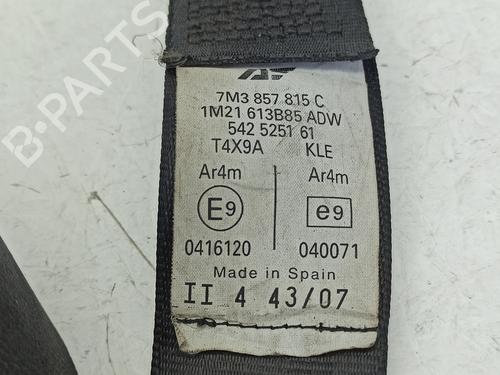 B-PARTS
7M3 857 815 C
1M21 613B85 ADW
542 5251 61
T4X9A KLE
Ar4m Ar4m
E9 e9
0416120 040071
Made in Spain
II 4 43/07